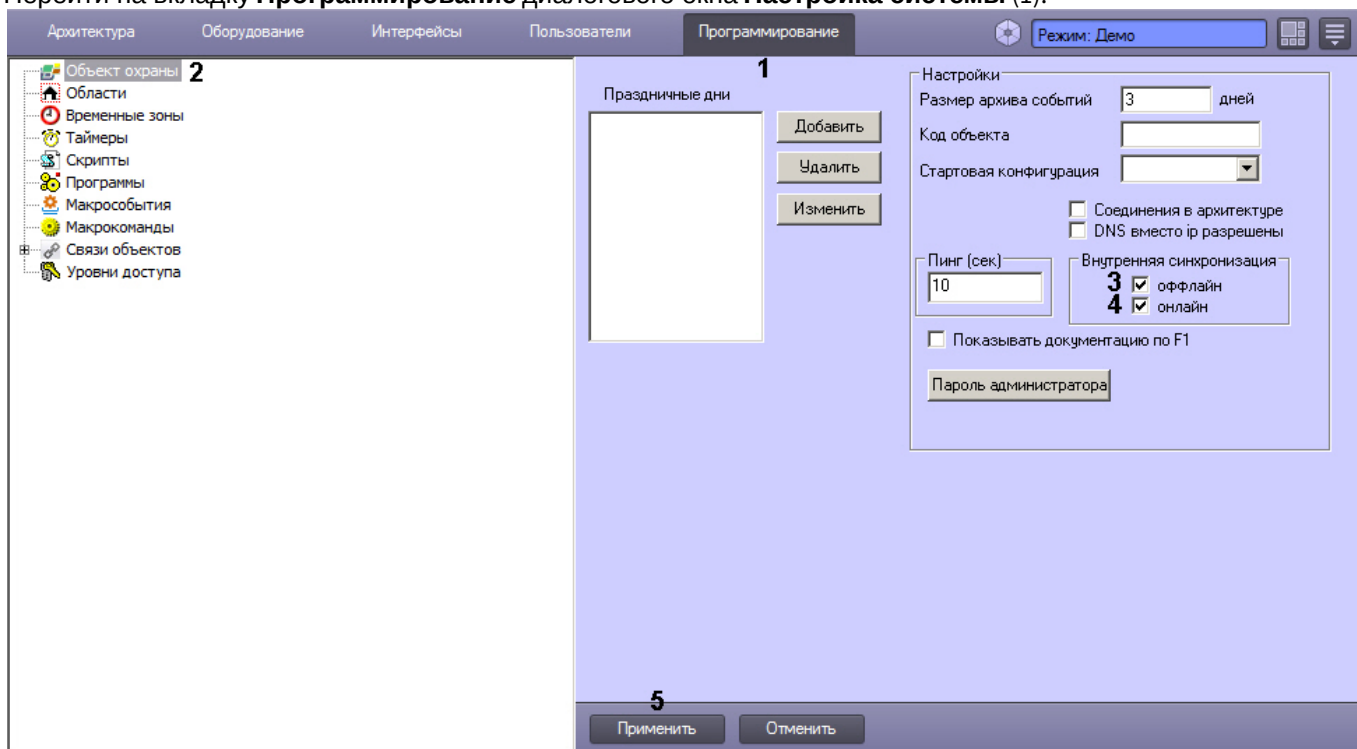 Перейти на вкладку Программирование диалогового окна Настройка системы (1).
Архитектура Оборудование Интерфейсы Пользователи Программирование Режим: Демо
1
Объект охраны 2
Области
Временные зоны
Таймеры
Скрипты
Программы
Макрособытия
Макрокоманды
Связи объектов
Уровни доступа
Праздничные дни
Добавить
Удалить
Изменить
Настройки
Размер архива событий 3 дней
Код объекта
Стартовая конфигурация
Соединения в архитектуре
DNS вместо ip разрешены
Пинг (сек)
10
Внутренняя синхронизация
3 оффлайн
4 онлайн
Показывать документацию по F1
Пароль администратора
5
Применить Отменить